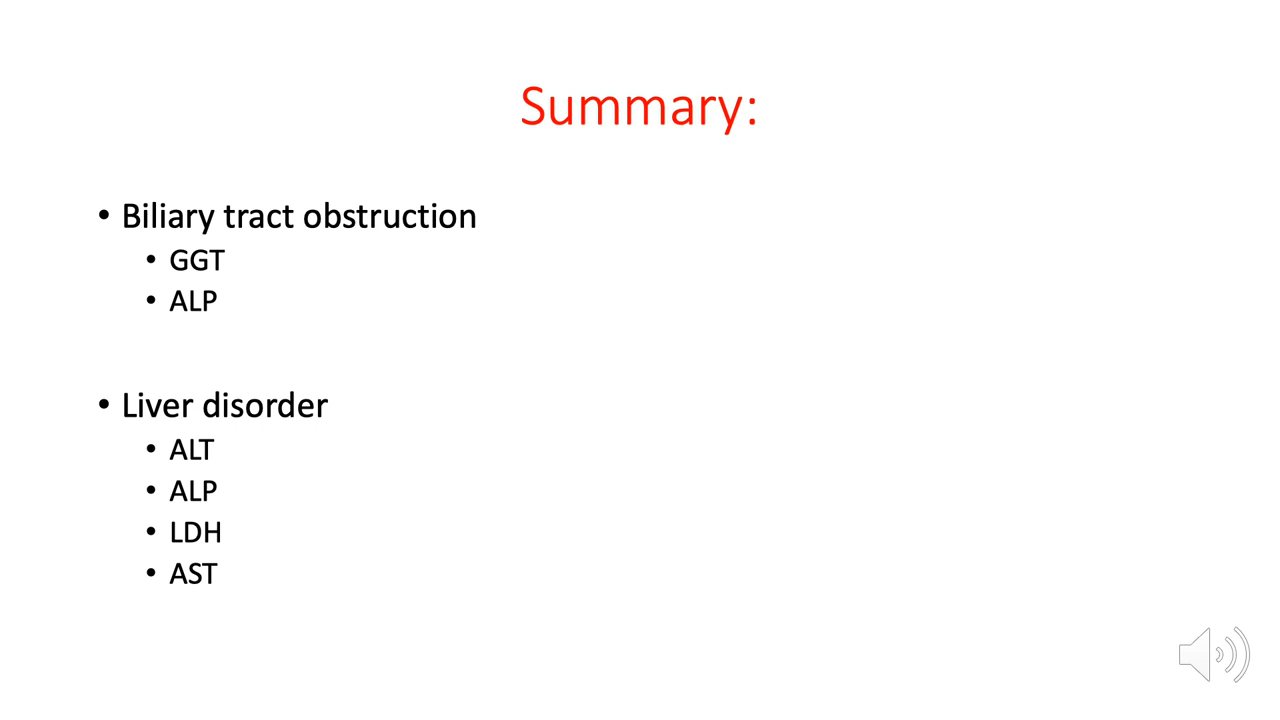 Summary:
• Biliary tract obstruction
• GGT
• ALP
• Liver disorder
• ALT
• ALP
• LDH
• AST